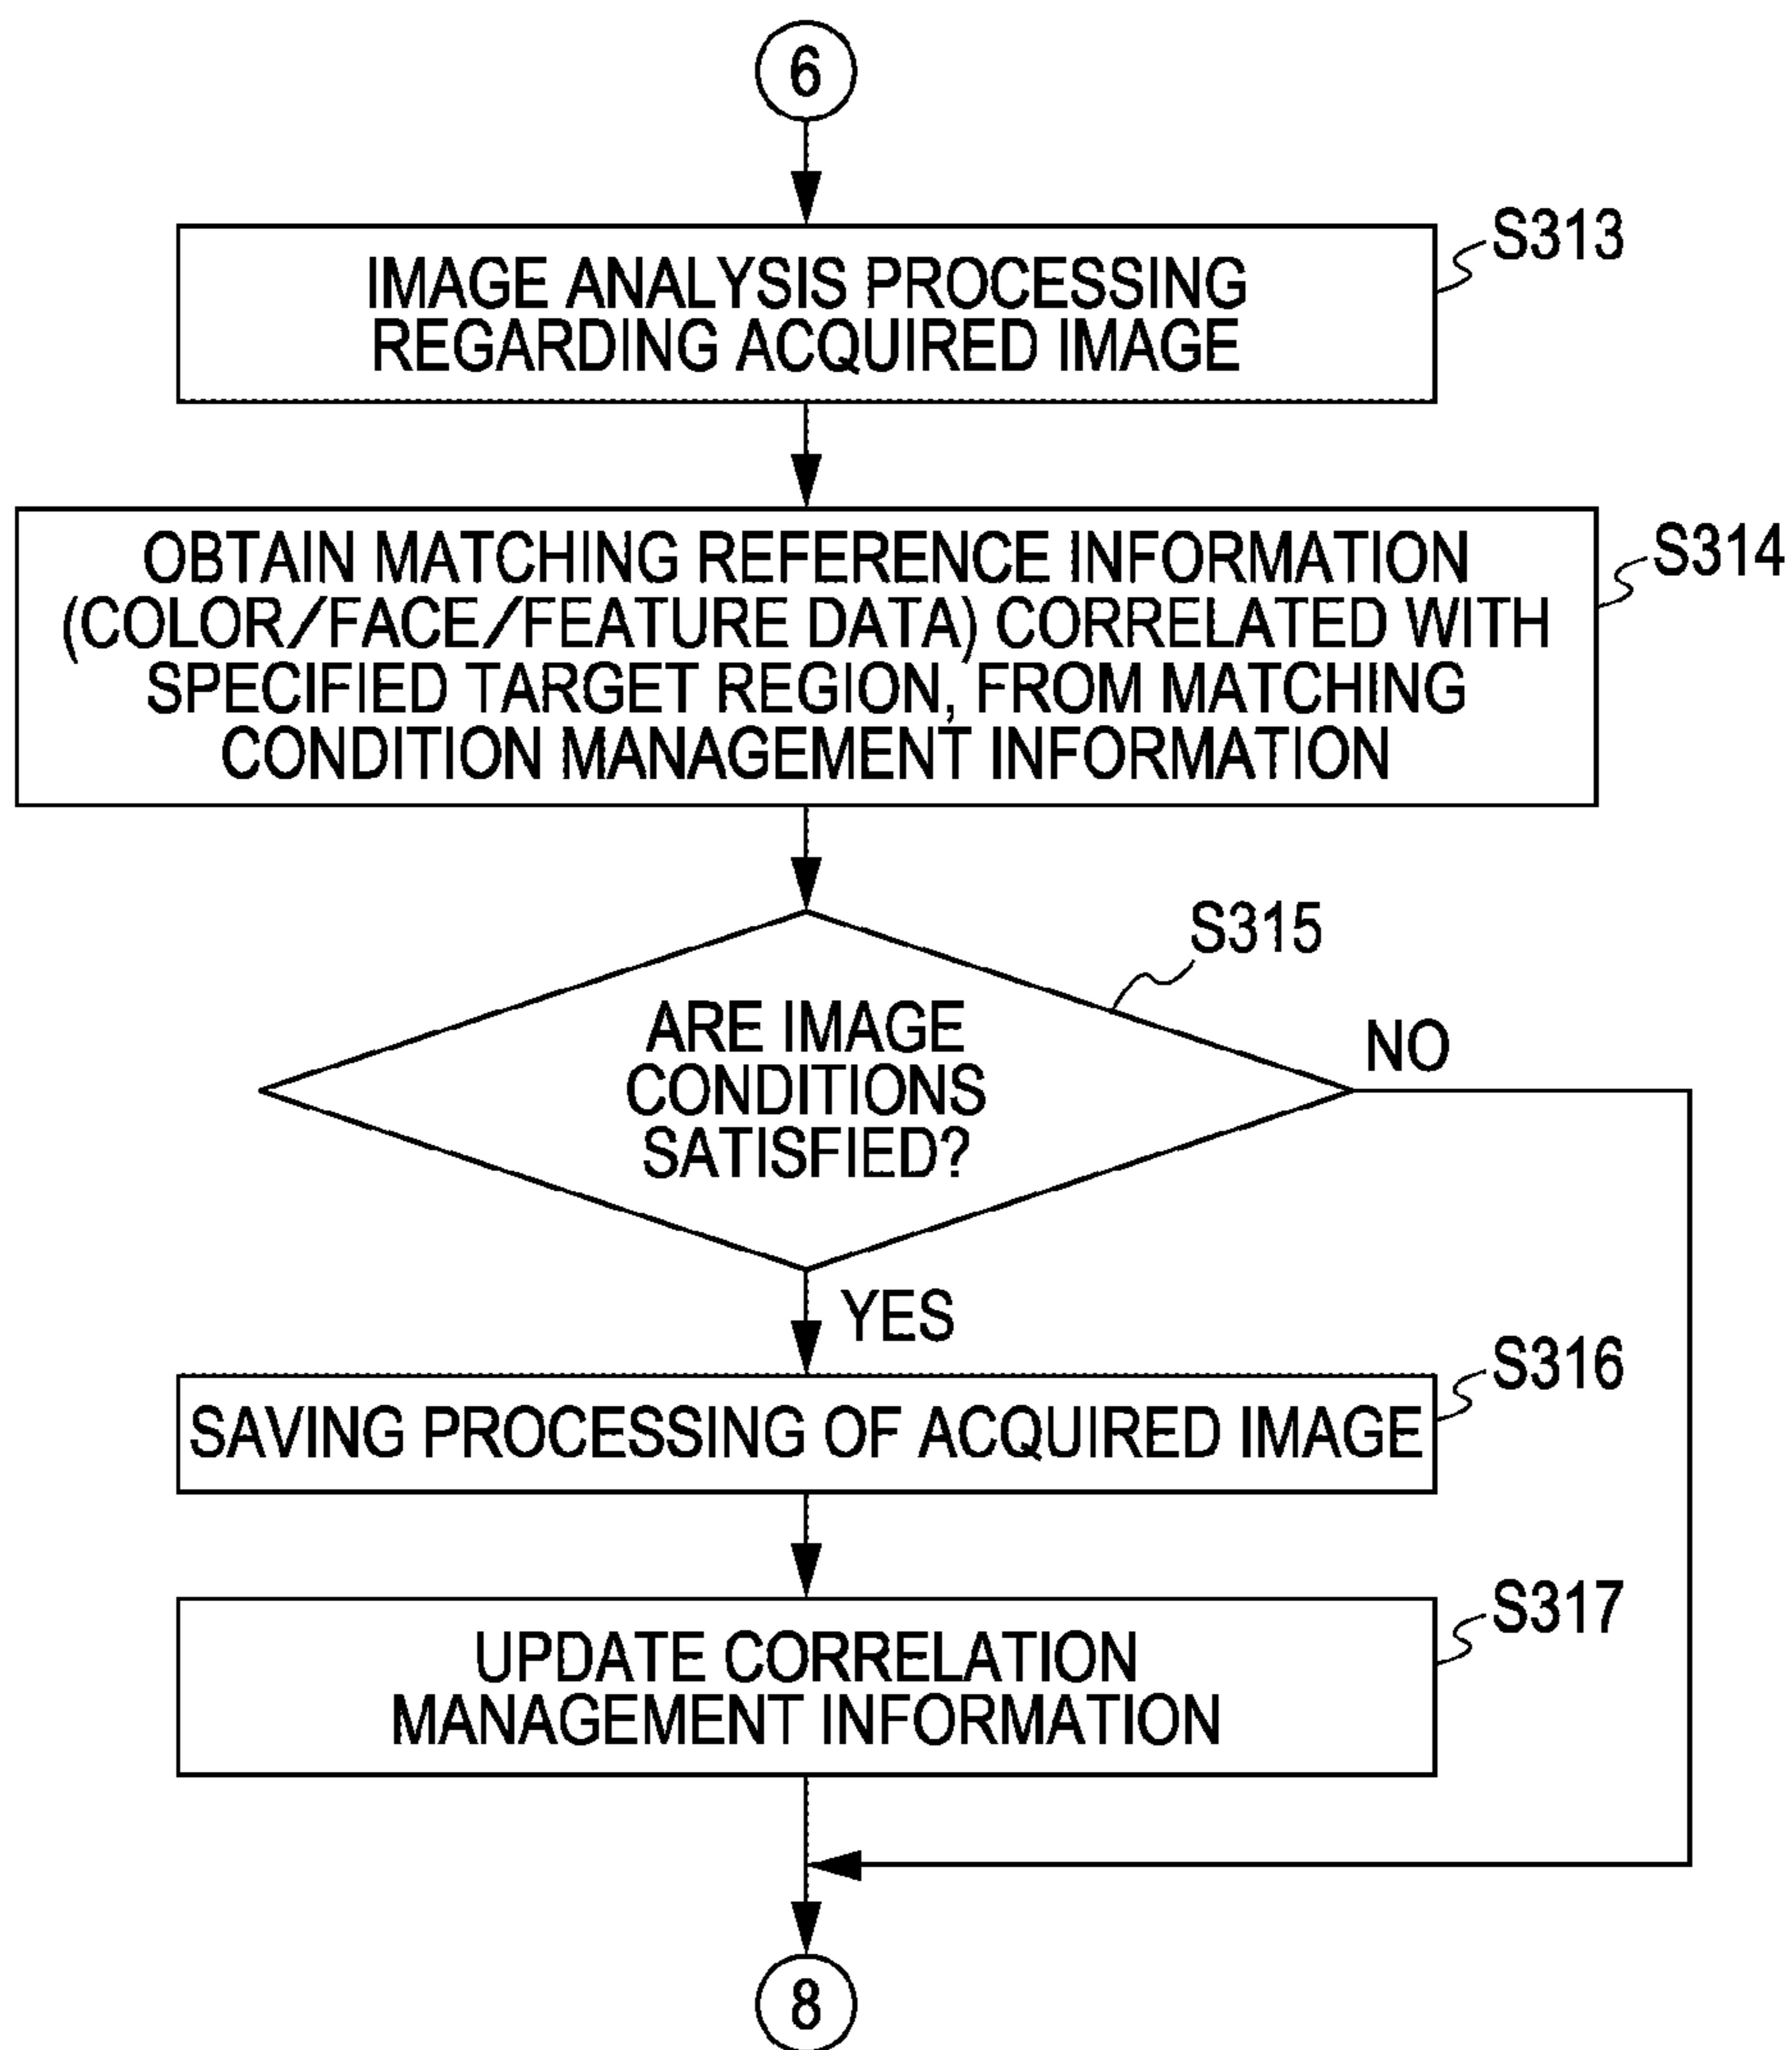 6
S313
IMAGE ANALYSIS PROCESSING
REGARDING ACQUIRED IMAGE
S314
OBTAIN MATCHING REFERENCE INFORMATION
(COLOR/FACE/FEATURE DATA) CORRELATED WITH
SPECIFIED TARGET REGION, FROM MATCHING
CONDITION MANAGEMENT INFORMATION
S315
ARE IMAGE
CONDITIONS
SATISFIED?
NO
YES
S316
SAVING PROCESSING OF ACQUIRED IMAGE
S317
UPDATE CORRELATION
MANAGEMENT INFORMATION
8